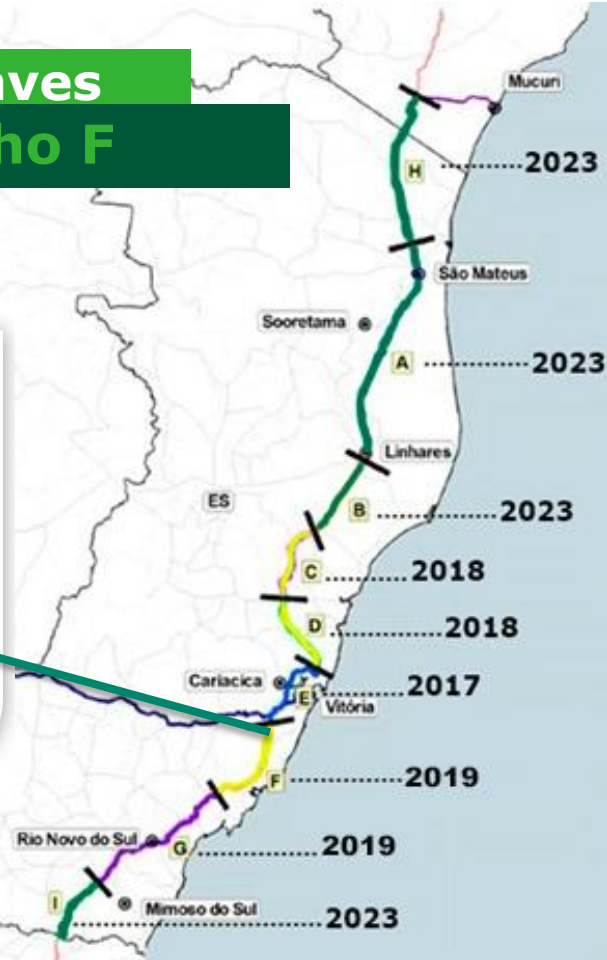 aves
ho F
Mucuri
H
2023
São Mateus
Sooretama
A
2023
Linhares
ES
B
2023
C
2018
D
2018
Cariacica
E
2017
Vitória
F
2019
Rio Novo do Sul
G
2019
I
Mimoso do Sul
2023